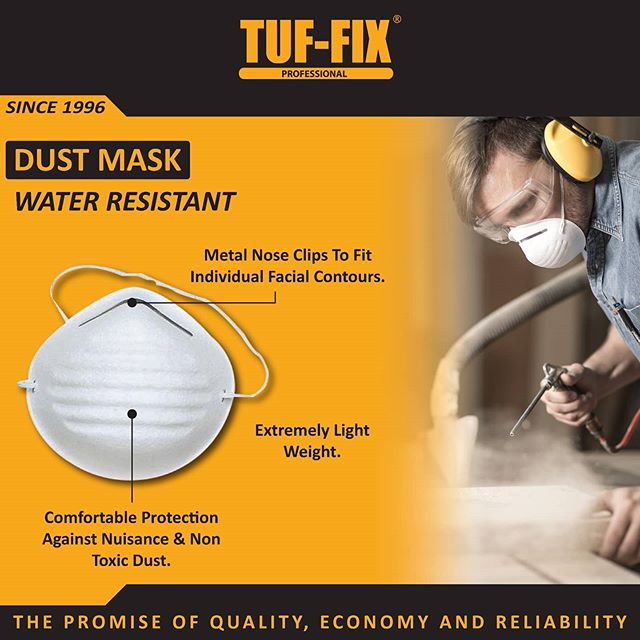 TUF-FIX®
PROFESSIONAL
SINCE 1996
DUST MASK
WATER RESISTANT
Metal Nose Clips To Fit
Individual Facial Contours.
Extremely Light
Weight.
Comfortable Protection
Against Nuisance & Non
Toxic Dust.
THE PROMISE OF QUALITY, ECONOMY AND RELIABILITY